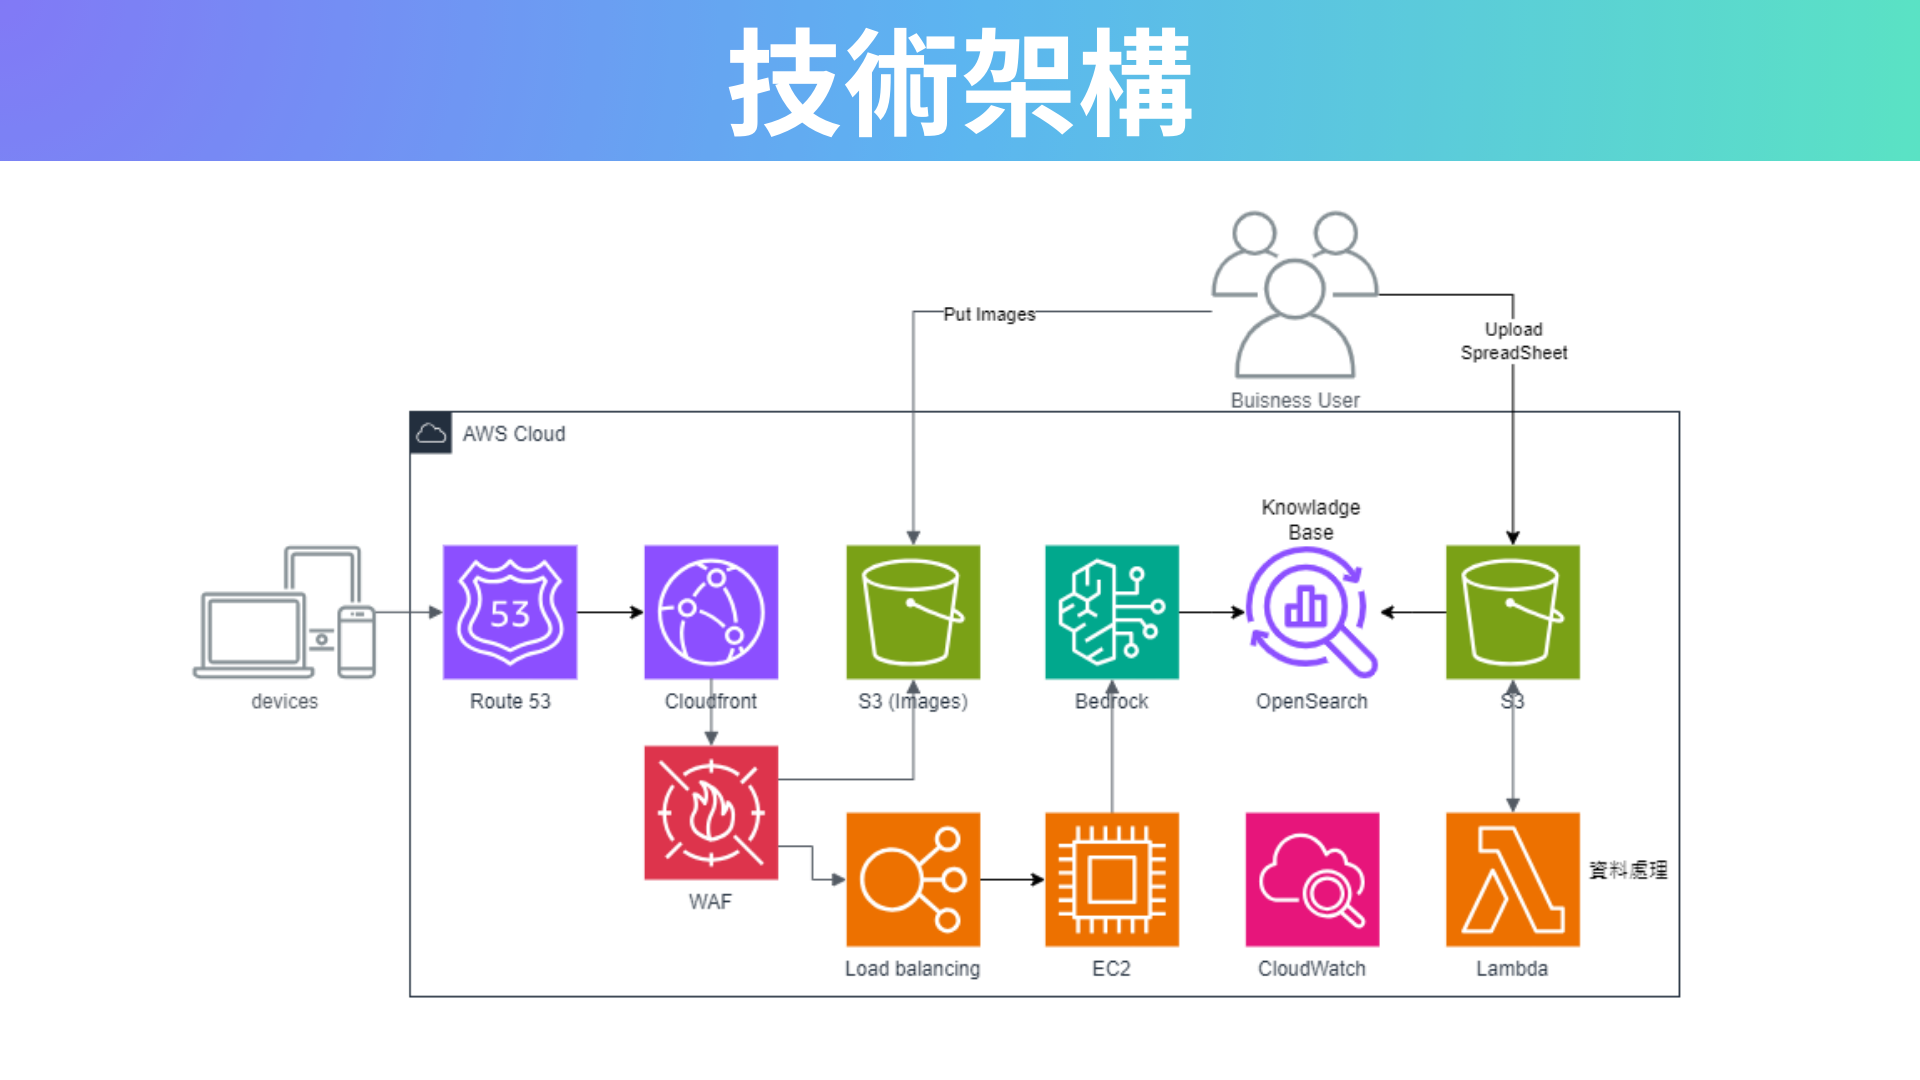 技術架構
Put Images
Upload
SpreadSheet
Buisness User
AWS Cloud
Knowladge
Base
53
devices
Route 53
Cloudfront
S3 (Images)
Bedrock
OpenSearch
S3
WAF
資料處理
Load balancing
EC2
CloudWatch
Lambda